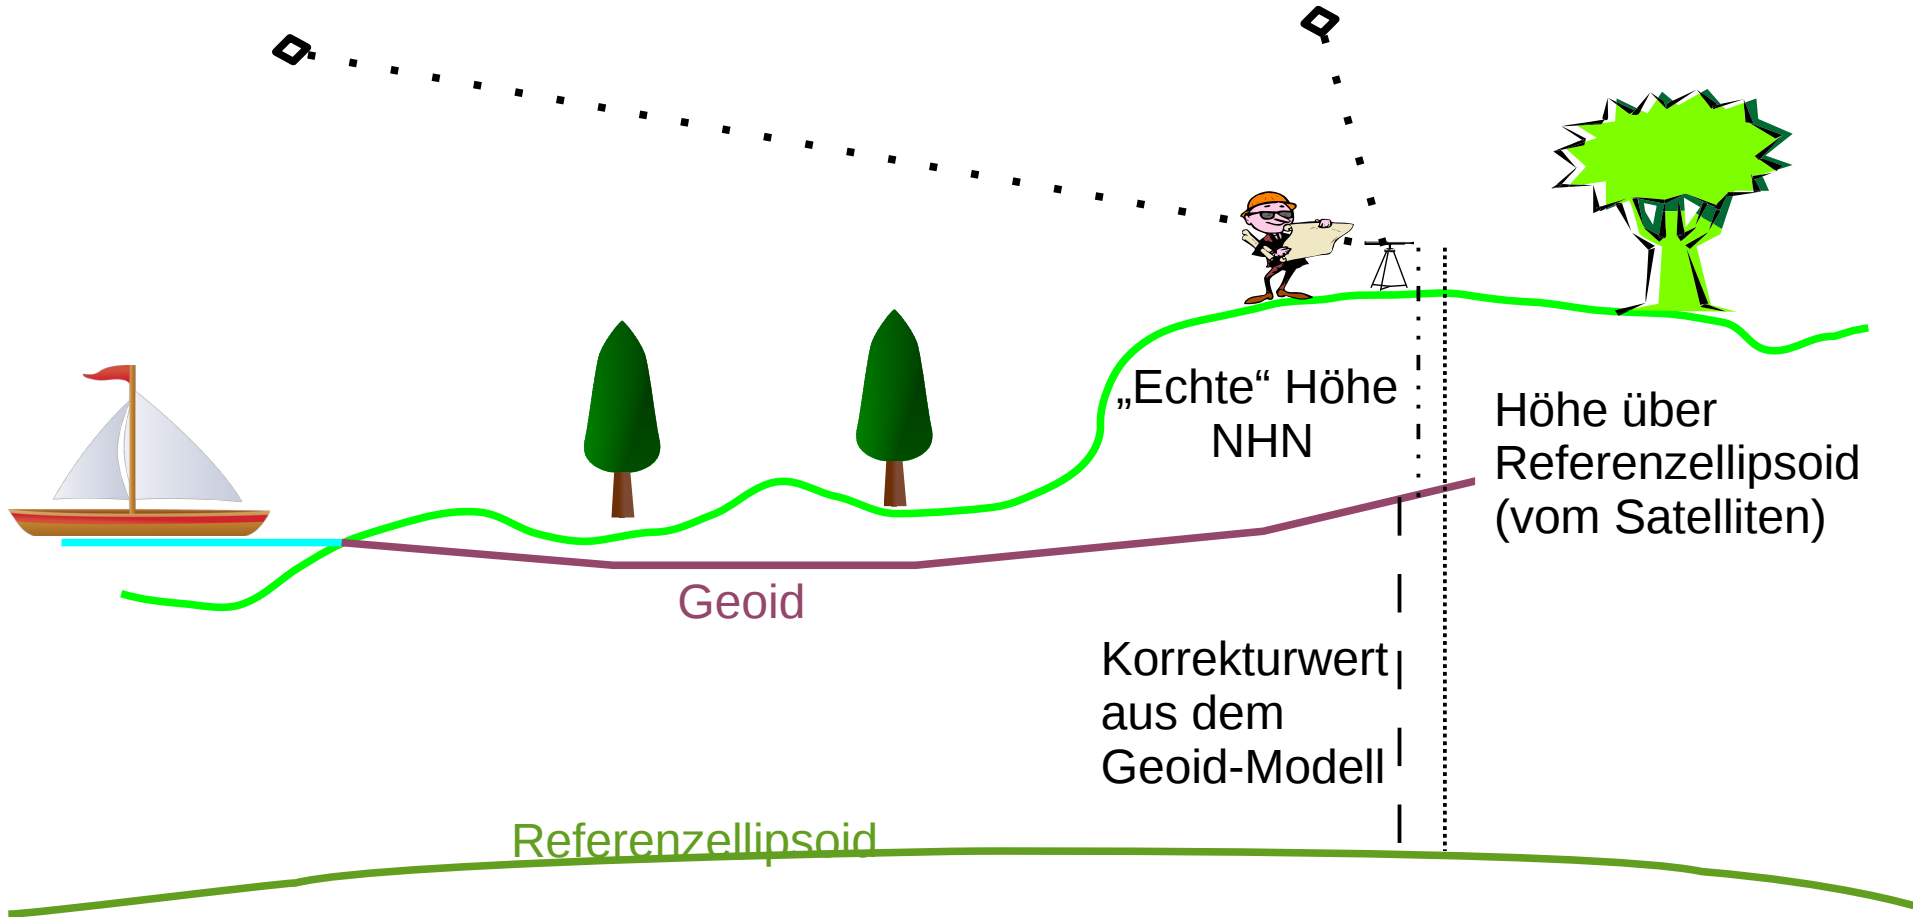 „Echte“ Höhe
NHN
Höhe über
Referenzellipsoid
(vom Satelliten)
Geoid
Korrekturwert
aus dem
Geoid-Modell
Referenzellipsoid